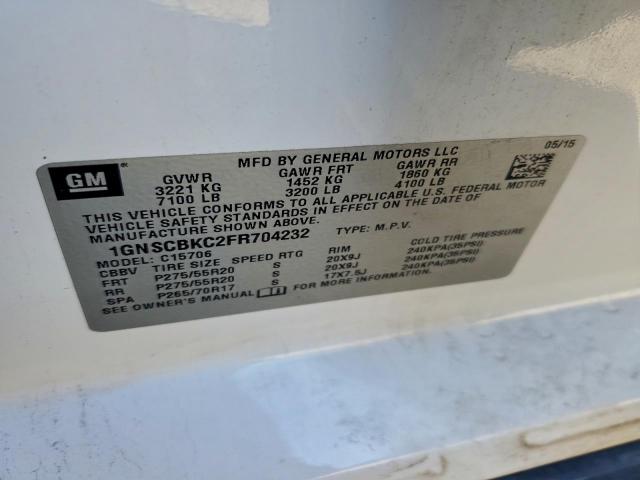 GM
MFD BY GENERAL MOTORS LLC 05/15
GVWR GAWR FRT GAWR RR
3221 KG 1452 KG 1860 KG
7100 LB 3200 LB 4100 LB
THIS VEHICLE CONFORMS TO ALL APPLICABLE U.S. FEDERAL MOTOR
VEHICLE SAFETY STANDARDS IN EFFECT ON THE DATE OF
MANUFACTURE SHOWN ABOVE.
1GNSCBKC2FR704232 TYPE: M.P.V.
MODEL: C15706
CBBV TIRE SIZE SPEED RTG RIM COLD TIRE PRESSURE
FRT P275/55R20 S 20X9J 240KPA(35PSI)
RR P275/55R20 S 20X9J 240KPA(35PSI)
SPA P265/70R17 S 17X7.5J 240KPA(35PSI)
SEE OWNER'S MANUAL FOR MORE INFORMATION.